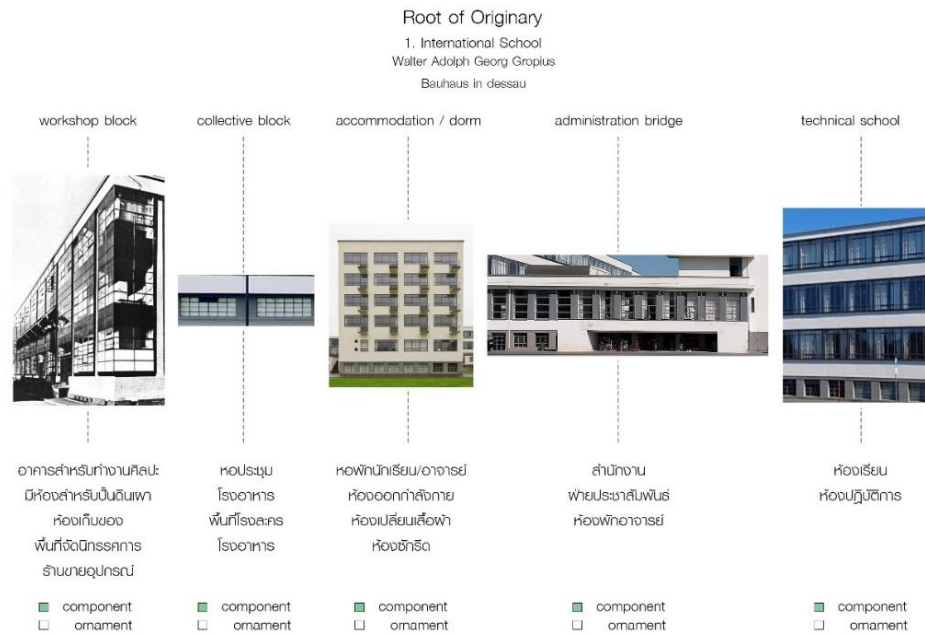 Root of Originary
1. International School
Walter Adolph Georg Gropius
Bauhaus in dessau
workshop block
collective block
accommodation / dorm
administration bridge
technical school
อาคารสำหรับทำงานศิลปะ
มีห้องสำหรับปั้นดินเผา
ห้องเก็บของ
พื้นที่จัดนิทรรศการ
ร้านขายอุปกรณ์
หอประชุม
โรงอาหาร
พื้นที่โรงละคร
โรงอาหาร
หอพักนักเรียน/อาจารย์
ห้องออกกำลังกาย
ห้องเปลี่ยนเสื้อผ้า
ห้องซักรีด
สำนักงาน
ฝ่ายประชาสัมพันธ์
ห้องพักอาจารย์
ห้องเรียน
ห้องปฏิบัติการ
component
ornament
component
ornament
component
ornament
component
ornament
component
ornament